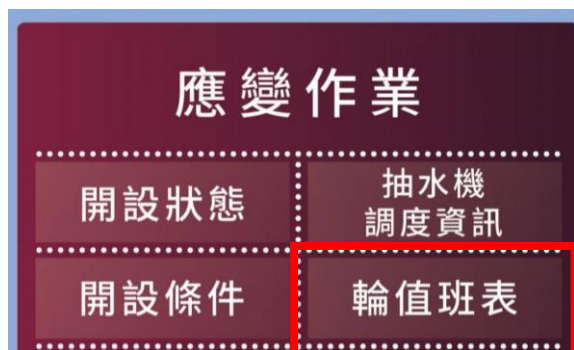 應變作業
開設狀態
抽水機
調度資訊
開設條件
輪值班表